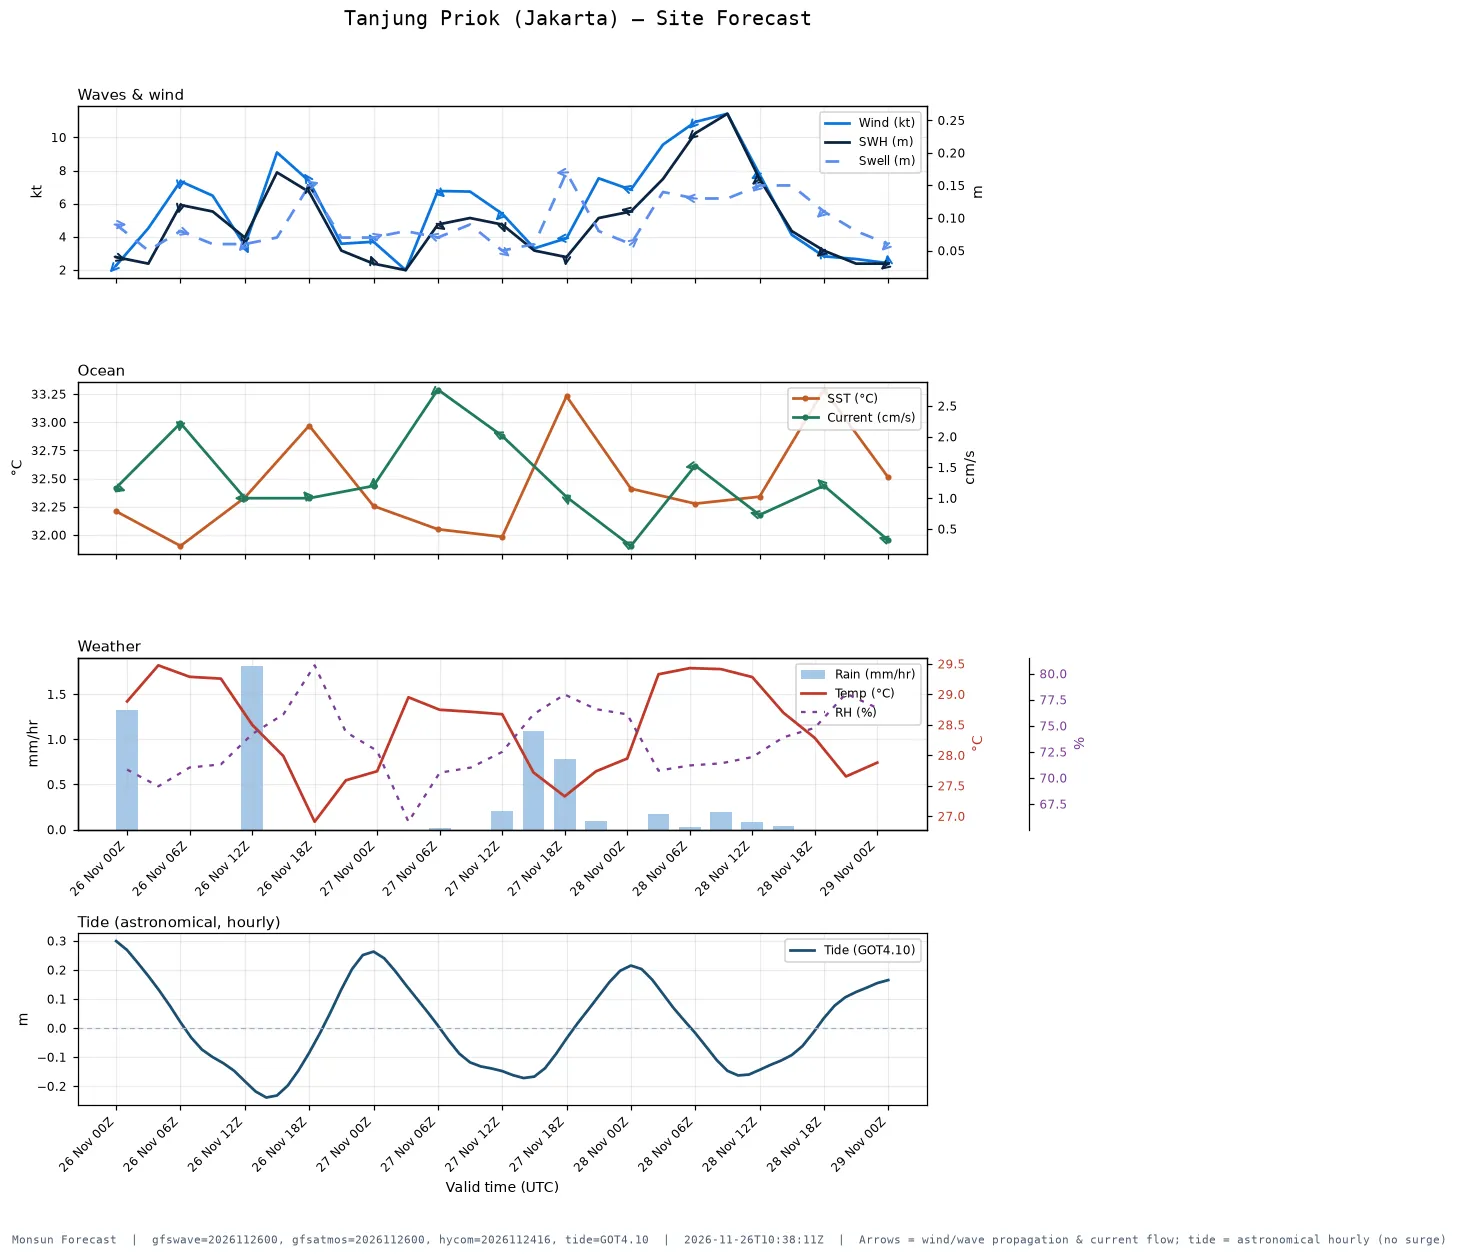 Tanjung Priok (Jakarta) — Site Forecast
Waves & wind
10
8
6
4
2
kt
0.25
0.20
0.15
0.10
0.05
m
Wind (kt)
SWH (m)
Swell (m)
Ocean
33.25
33.00
32.75
32.50
32.25
32.00
°C
2.5
2.0
1.5
1.0
0.5
cm/s
SST (°C)
Current (cm/s)
Weather
1.5
1.0
0.5
0.0
mm/hr
29.5
29.0
28.5
28.0
27.5
27.0
°C
80.0
77.5
75.0
72.5
70.0
67.5
%
Rain (mm/hr)
Temp (°C)
RH (%)
26 Nov 00Z
26 Nov 06Z
26 Nov 12Z
26 Nov 18Z
27 Nov 00Z
27 Nov 06Z
27 Nov 12Z
27 Nov 18Z
28 Nov 00Z
28 Nov 06Z
28 Nov 12Z
28 Nov 18Z
29 Nov 00Z
Tide (astronomical, hourly)
0.3
0.2
0.1
0.0
−0.1
−0.2
m
Tide (GOT4.10)
26 Nov 00Z
26 Nov 06Z
26 Nov 12Z
26 Nov 18Z
27 Nov 00Z
27 Nov 06Z
27 Nov 12Z
27 Nov 18Z
28 Nov 00Z
28 Nov 06Z
28 Nov 12Z
28 Nov 18Z
29 Nov 00Z
Valid time (UTC)
Monsun Forecast | gfswave=2026112600, gfsatmos=2026112600, hycom=2026112416, tide=GOT4.10 | 2026-11-26T10:38:11Z | Arrows = wind/wave propagation & current flow; tide = astronomical hourly (no surge)